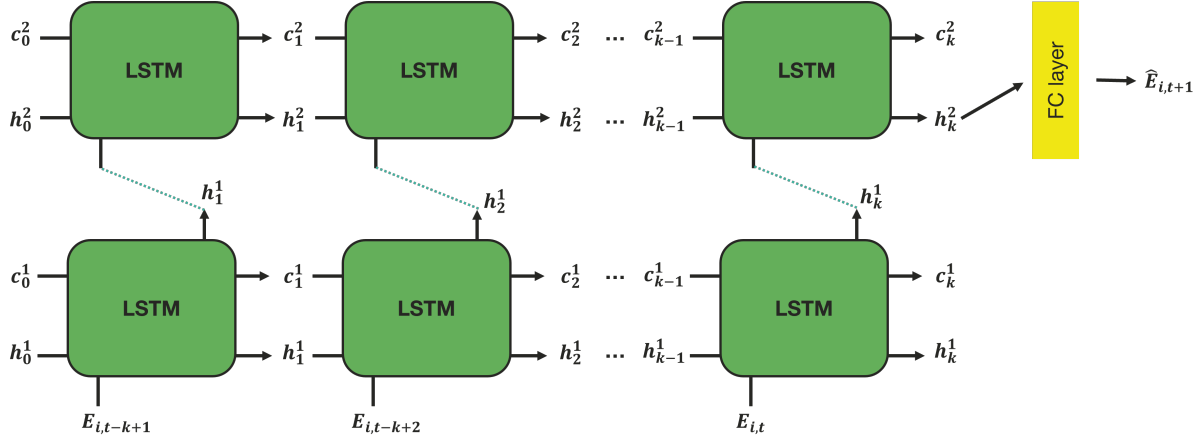 c_0^2 LSTM c_1^2 LSTM c_2^2 ... c_{k-1}^2 LSTM c_k^2 FC layer Ê_{i,t+1}
h_0^2 h_1^2 h_2^2 ... h_{k-1}^2 h_k^2
h_1^1 h_2^1 h_k^1
c_0^1 c_1^1 c_2^1 ... c_{k-1}^1 c_k^1
LSTM LSTM LSTM
h_0^1 h_1^1 h_2^1 ... h_{k-1}^1 h_k^1
E_{i,t-k+1} E_{i,t-k+2} E_{i,t}